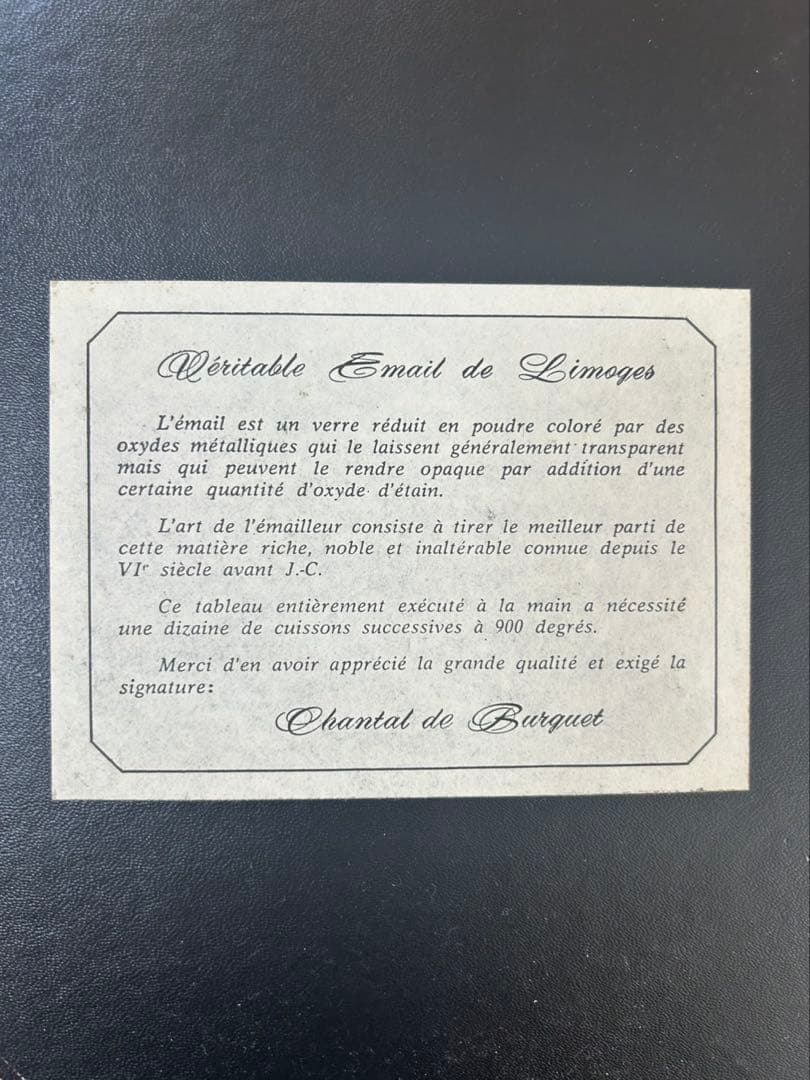 Véritable Email de Limoges
L'émail est un verre réduit en poudre coloré par des
oxydes métalliques qui le laissent généralement transparent
mais qui peuvent le rendre opaque par addition d'une
certaine quantité d'oxyde d'étain.
L'art de l'émailleur consiste à tirer le meilleur parti de
cette matière riche, noble et inaltérable connue depuis le
VIᵉ siècle avant J.-C.
Ce tableau entièrement exécuté à la main a nécessité
une dizaine de cuissons successives à 900 degrés.
Merci d'en avoir apprécié la grande qualité et exigé la
signature:
Chantal de Burquet